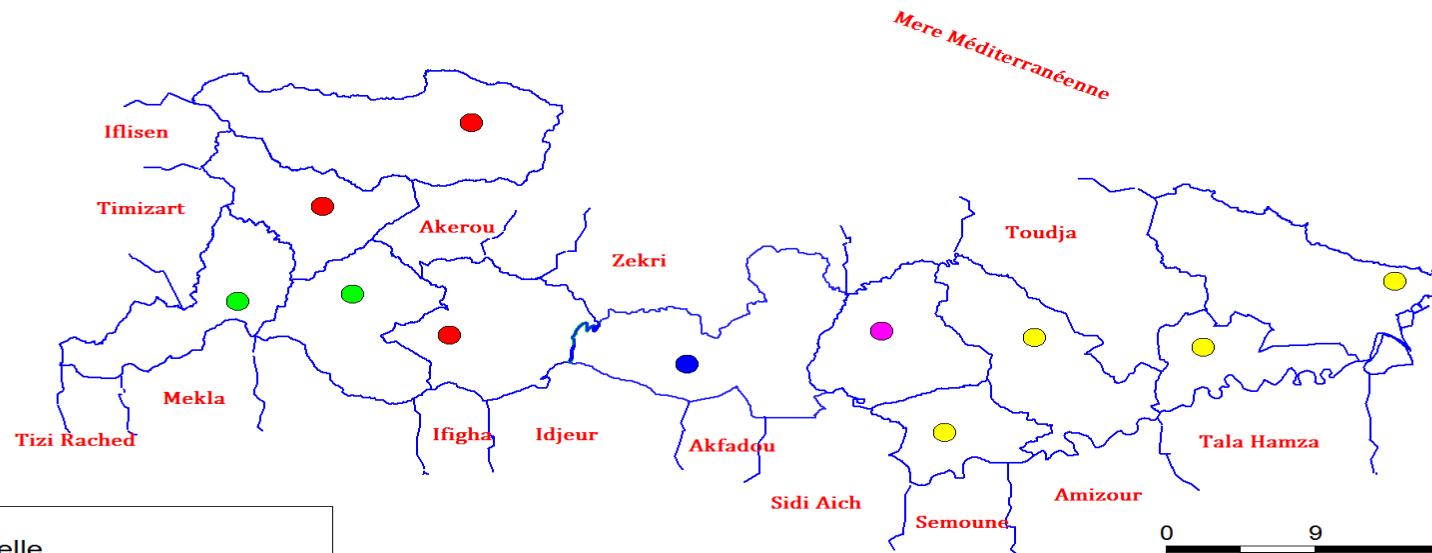 Mere Méditerranéenne
Iflisen
Timizart
Akerou
Toudja
Zekri
Mekla
Tizi Rached
Ifigha
Idjeur
Akfadou
Tala Hamza
Sidi Aich
Amizour
Semoune
0 9
elle